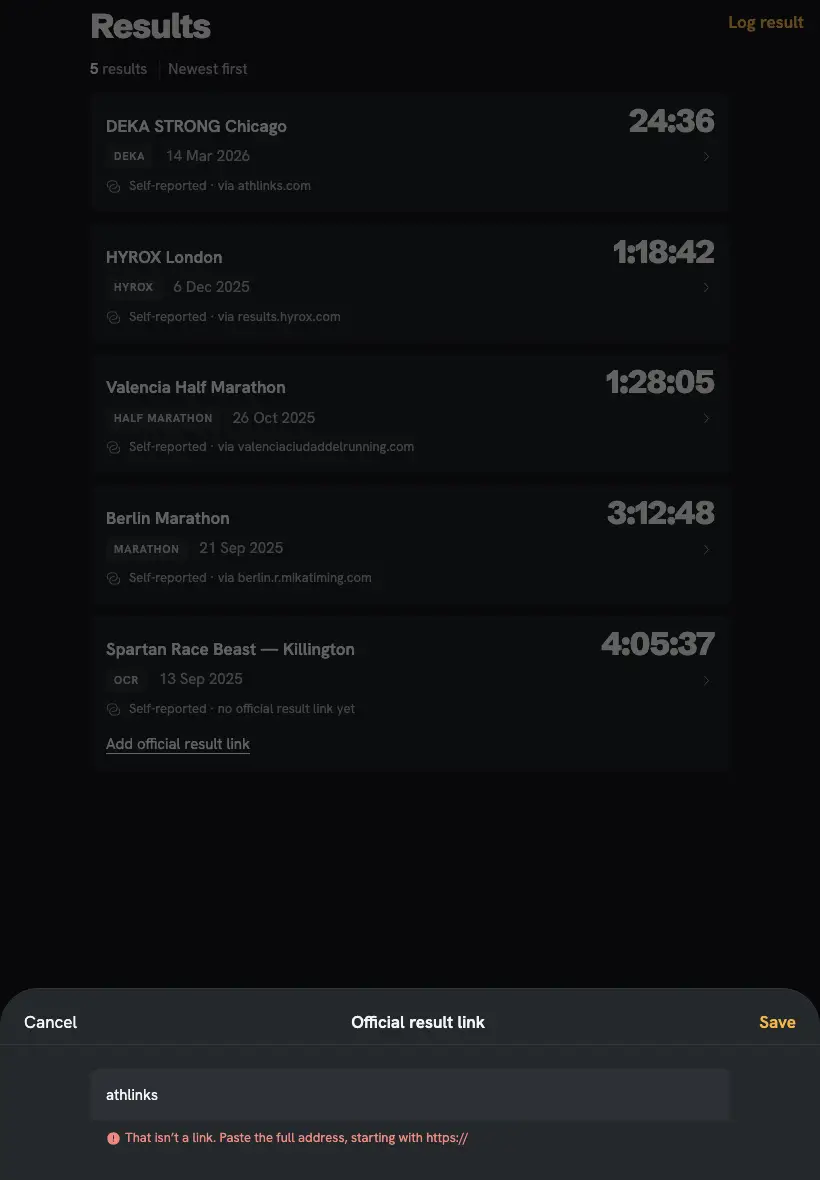 Results
Log result
5 results
Newest first
DEKA STRONG Chicago
24:36
DEKA
14 Mar 2026
Self-reported · via athlinks.com
HYROX London
1:18:42
HYROX
6 Dec 2025
Self-reported · via results.hyrox.com
Valencia Half Marathon
1:28:05
HALF MARATHON
26 Oct 2025
Self-reported · via valenciaciudaddelrunning.com
Berlin Marathon
3:12:48
MARATHON
21 Sep 2025
Self-reported · via berlin.r.mikatiming.com
Spartan Race Beast — Killington
4:05:37
OCR
13 Sep 2025
Self-reported · no official result link yet
Add official result link
Cancel
Official result link
Save
athlinks
That isn’t a link. Paste the full address, starting with https://